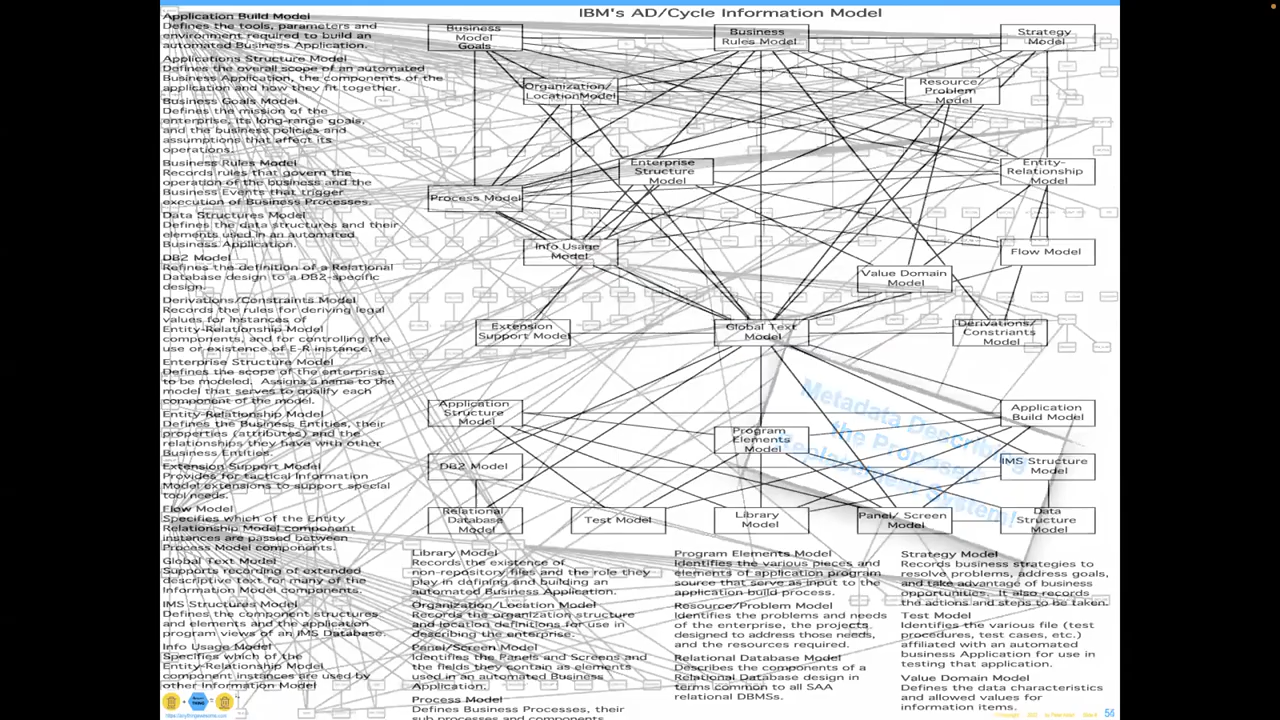 IBM's AD/Cycle Information Model
Application Build Model
Defines the tools, parameters and
environment required to build an
automated Business Application.
Applications Structure Model
Defines the overall scope of an automated
Business Application, the components of the
application and how they fit together.
Business Goals Model
Defines the mission of the
enterprise, its long-range goals,
and the business policies and
assumptions that affect its
operations.
Business Rules Model
Records rules that govern the
operation of the business and the
Business Events that trigger
execution of Business Processes.
Data Structures Model
Defines the data structures and their
elements used in an automated
Business Application.
DB2 Model
Refines the definition of a Relational
Database design to a DB2-specific
design.
Derivations/Constraints Model
Records the rules for deriving legal
values for instances of
Entity-Relationship Model
components, and for controlling the
use or existence of E-R instance.
Enterprise Structure Model
Defines the scope of the enterprise
to be modeled. Assigns a name to the
model that serves to qualify each
component of the model.
Entity-Relationship Model
Defines the Business Entities, their
properties (attributes) and the
relationships they have with other
Business Entities.
Extension Support Model
Provides for tactical Information
Model extensions to support special
tool needs.
Flow Model
Specifies which of the Entity
Relationship Model component
instances are passed between
Process Model components.
Global Text Model
Supports recording of extended
descriptive text for many of the
Information Model components.
IMS Structures Model
Defines the component structures
and elements and the application
program views of an IMS Database.
Info Usage Model
Specifies which of the
Entity-Relationship Model
component instances are used by
other Information Model
Business
Model
Goals
Business
Rules Model
Strategy
Model
Organization/
LocationModel
Resource/
Problem
Model
Enterprise
Structure
Model
Entity-
Relationship
Model
Process Model
Info Usage
Model
Flow Model
Value Domain
Model
Extension
Support Model
Global Text
Model
Derivations/
Constriants
Model
Application
Structure
Model
Application
Build Model
Program
Elements
Model
DB2 Model
IMS Structure
Model
Relational
Database
Model
Test Model
Library
Model
Panel/ Screen
Model
Data
Structure
Model
Metadata Describing
the Proposed
Replacement System!
Library Model
Records the existence of
non-repository files and the role they
play in defining and building an
automated Business Application.
Organization/Location Model
Records the organization structure
and location definitions for use in
describing the enterprise.
Panel/Screen Model
Identifies the Panels and Screens and
the fields they contain as elements
used in an automated Business
Application.
Process Model
Defines Business Processes, their
sub processes and components.
Program Elements Model
Identifies the various pieces and
elements of application program
source that serve as input to the
application build process.
Resource/Problem Model
Identifies the problems and needs
of the enterprise, the projects
designed to address those needs,
and the resources required.
Relational Database Model
Describes the components of a
Relational Database design in
terms common to all SAA
relational DBMSs.
Strategy Model
Records business strategies to
resolve problems, address goals,
and take advantage of business
opportunities. It also records
the actions and steps to be taken.
Test Model
Identifies the various file (test
procedures, test cases, etc.)
affiliated with an automated
business Application for use in
testing that application.
Value Domain Model
Defines the data characteristics
and allowed values for
information items.
https://anythingawesome.com